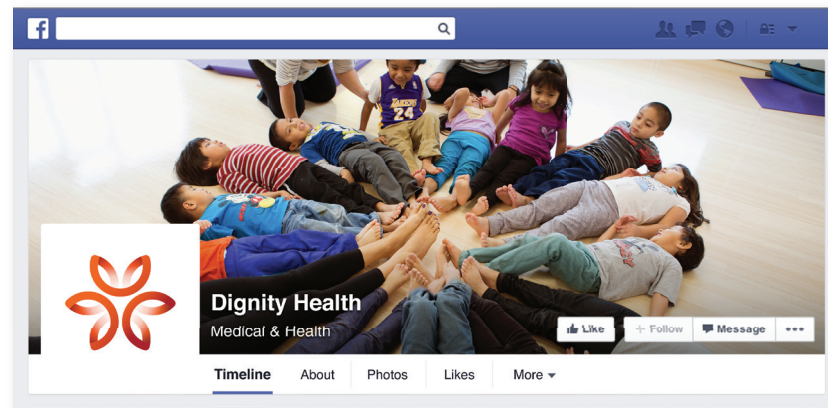 f
LAKERS
24
Dignity Health
Medical & Health
Like
+ Follow
Message
Timeline About Photos Likes More